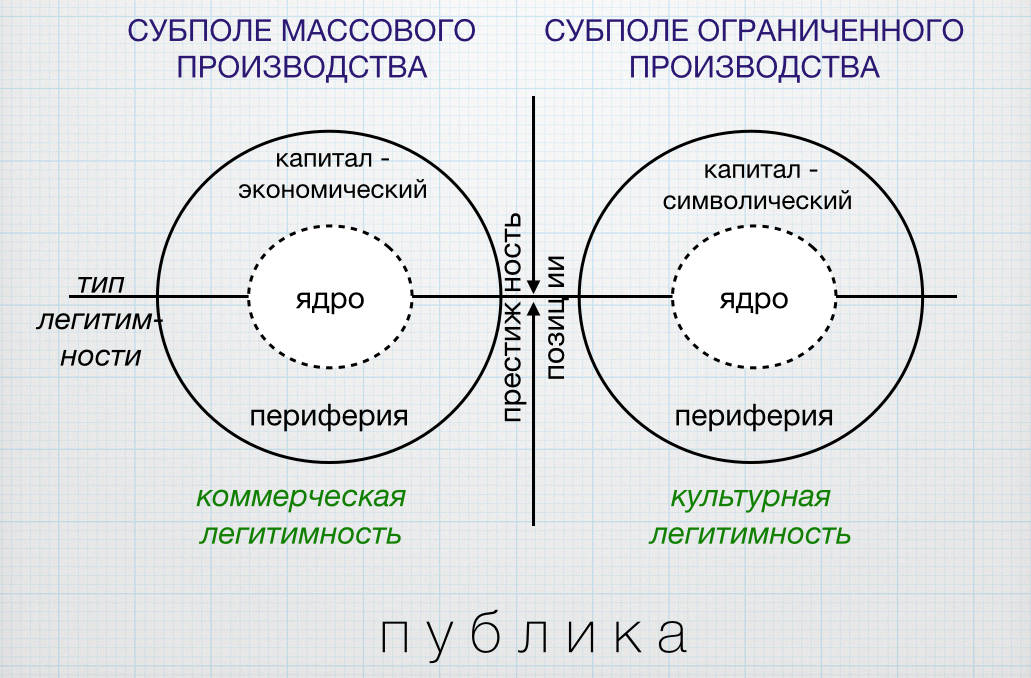 СУБПОЛЕ МАССОВОГО
ПРОИЗВОДСТВА
СУБПОЛЕ ОГРАНИЧЕННОГО
ПРОИЗВОДСТВА
капитал -
экономический
капитал -
символический
тип
легитим-
ности
ядро
престиж ность
позиц ии
ядро
периферия
периферия
коммерческая
легитимность
культурная
легитимность
публика